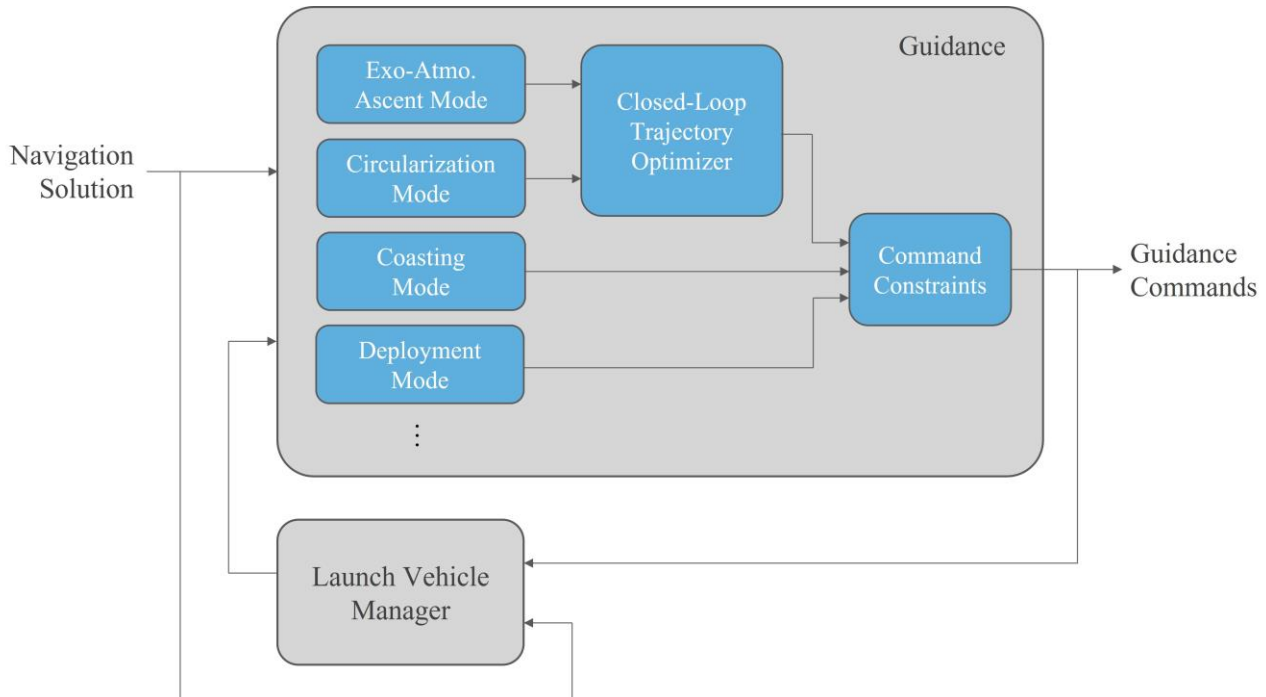 Guidance
Exo-Atmo.
Ascent Mode
Closed-Loop
Trajectory
Optimizer
Navigation
Solution
Circularization
Mode
Coasting
Mode
Command
Constraints
Guidance
Commands
Deployment
Mode
⋮
Launch Vehicle
Manager